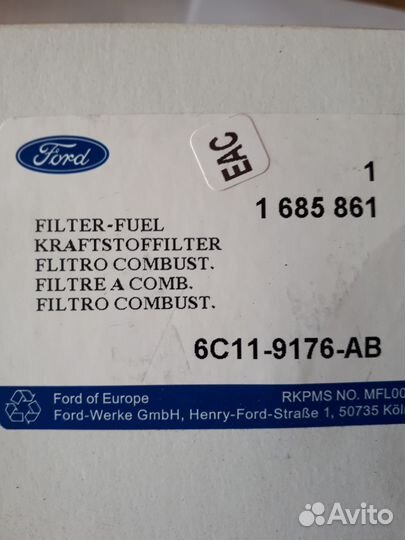 Ford
EAC
1
1 685 861
FILTER-FUEL
KRAFTSTOFFILTER
FLITRO COMBUST.
FILTRE A COMB.
FILTRO COMBUST.
6C11-9176-AB
Ford of Europe
RKPMS NO. MFL00
Ford-Werke GmbH, Henry-Ford-Straße 1, 50735 Köln
Avito